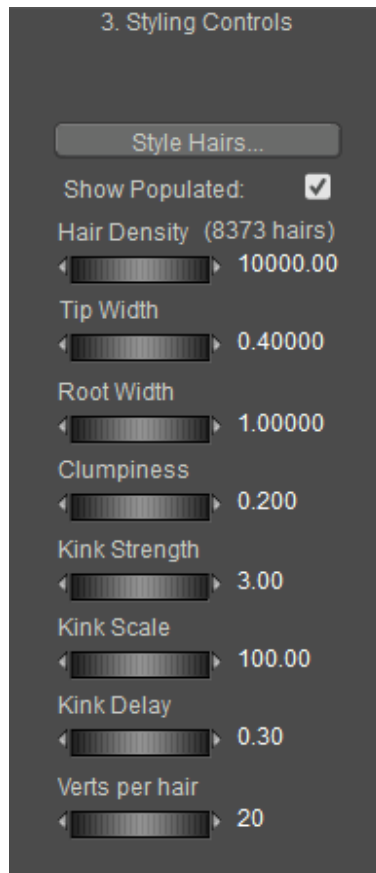 3. Styling Controls
Style Hairs...
Show Populated:
Hair Density (8373 hairs)
10000.00
Tip Width
0.40000
Root Width
1.00000
Clumpiness
0.200
Kink Strength
3.00
Kink Scale
100.00
Kink Delay
0.30
Verts per hair
20